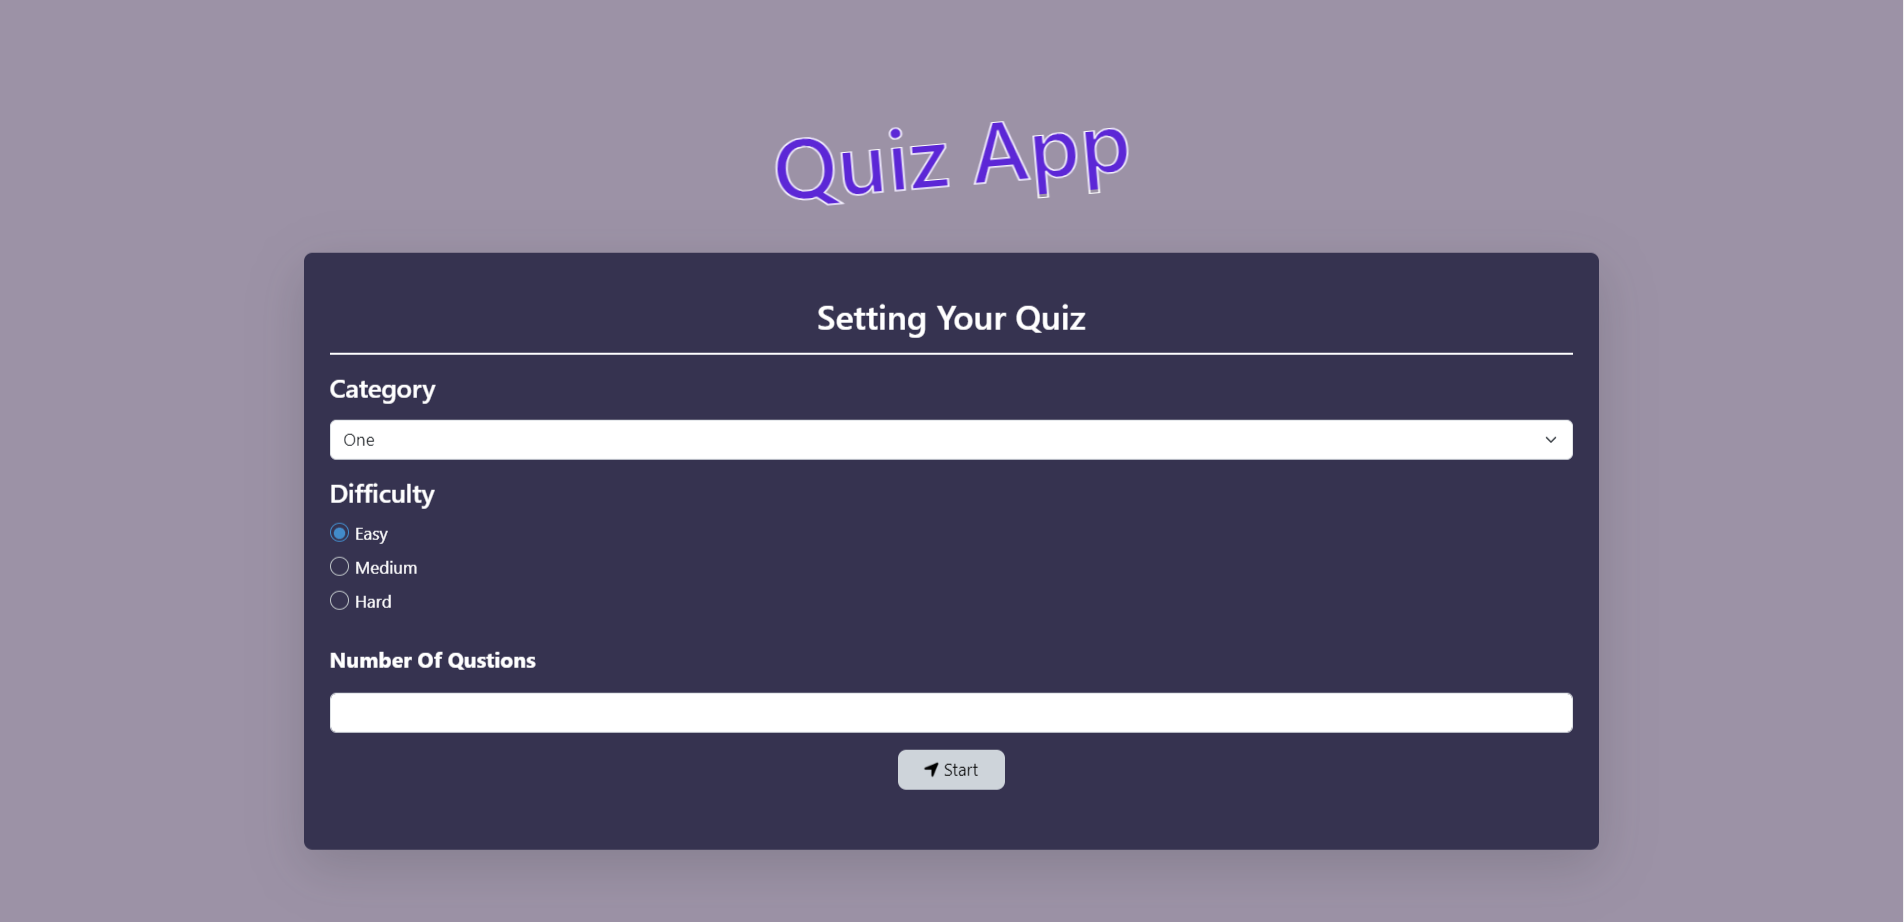 Quiz App
Setting Your Quiz
Category
One
Difficulty
Easy
Medium
Hard
Number Of Qustions
Start